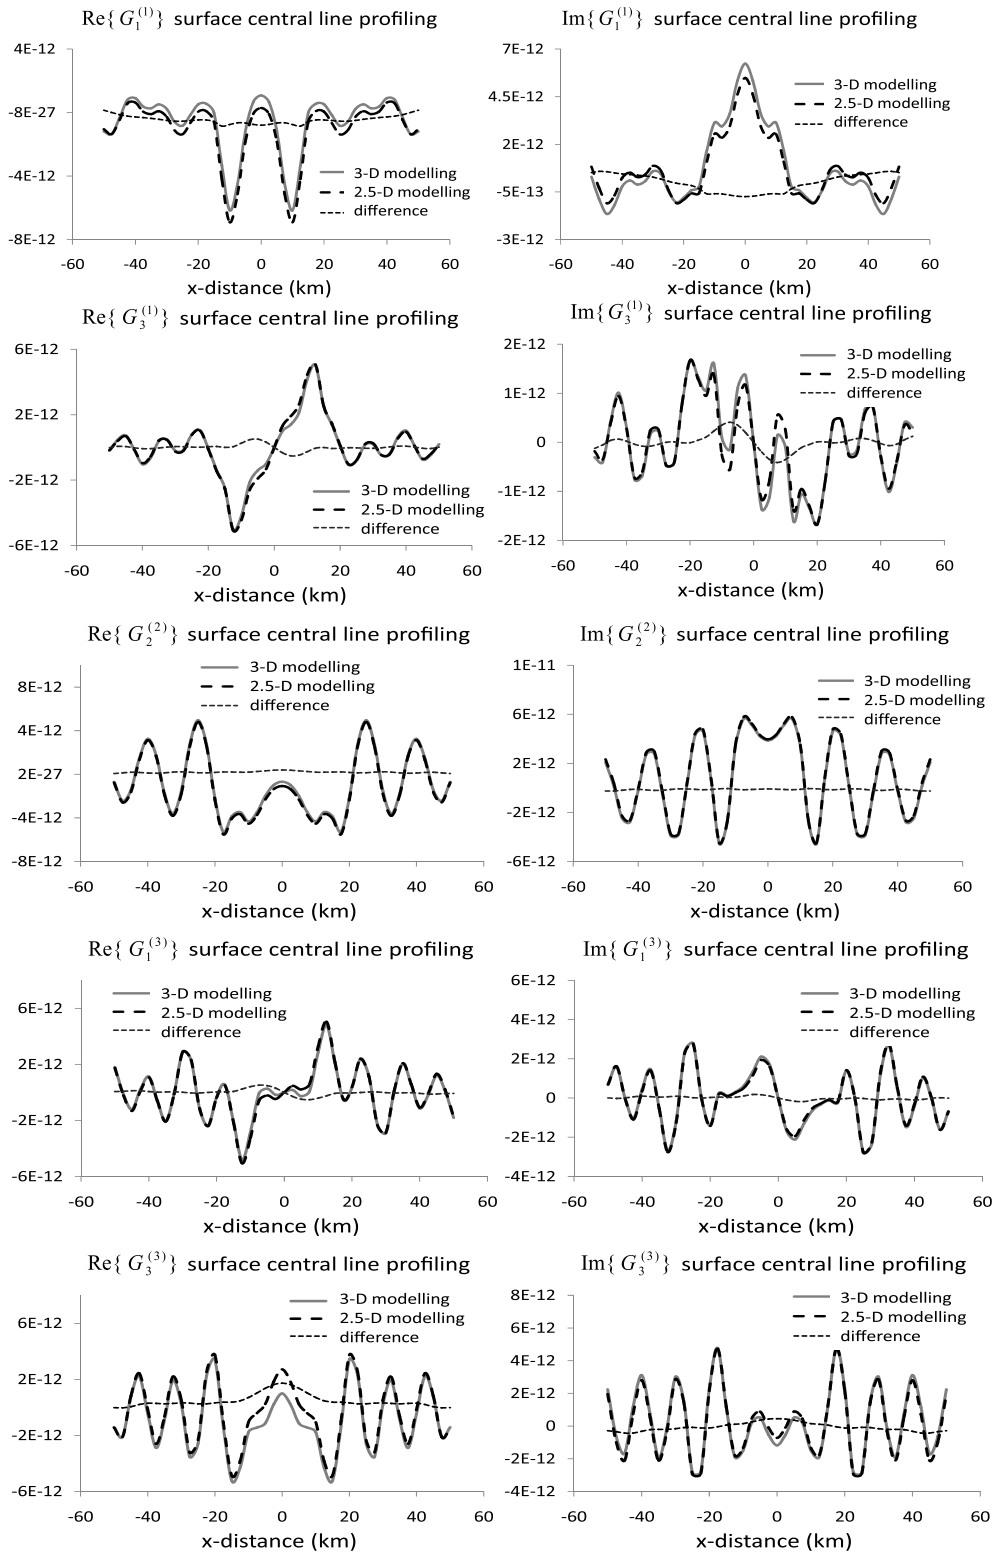 Re{ G₁⁽¹⁾} surface central line profiling
4E-12
-8E-27
-4E-12
-8E-12
3-D modelling
2.5-D modelling
difference
-60 -40 -20 0 20 40 60
x-distance (km)
Im{G₁⁽¹⁾} surface central line profiling
7E-12
4.5E-12
2E-12
-5E-13
-3E-12
3-D modelling
2.5-D modelling
difference
-60 -40 -20 0 20 40 60
x-distance (km)
Re{ G₃⁽¹⁾} surface central line profiling
6E-12
2E-12
-2E-12
-6E-12
3-D modelling
2.5-D modelling
difference
-60 -40 -20 0 20 40 60
x-distance (km)
Im{G₃⁽¹⁾} surface central line profiling
2E-12
1E-12
0
-1E-12
-2E-12
3-D modelling
2.5-D modelling
difference
-60 -40 -20 0 20 40 60
x-distance (km)
Re{ G₂⁽²⁾} surface central line profiling
8E-12
4E-12
2E-27
-4E-12
-8E-12
3-D modelling
2.5-D modelling
difference
-60 -40 -20 0 20 40 60
x-distance (km)
Im{ G₂⁽²⁾} surface central line profiling
1E-11
6E-12
2E-12
-2E-12
-6E-12
3-D modelling
2.5-D modelling
difference
-60 -40 -20 0 20 40 60
x-distance (km)
Re{ G₁⁽³⁾} surface central line profiling
6E-12
2E-12
-2E-12
-6E-12
3-D modelling
2.5-D modelling
difference
-60 -40 -20 0 20 40 60
x-distance (km)
Im{ G₁⁽³⁾} surface central line profiling
6E-12
4E-12
2E-12
0
-2E-12
-4E-12
3-D modelling
2.5-D modelling
difference
-60 -40 -20 0 20 40 60
x-distance (km)
Re{ G₃⁽³⁾} surface central line profiling
6E-12
2E-12
-2E-12
-6E-12
3-D modelling
2.5-D modelling
difference
-60 -40 -20 0 20 40 60
x-distance (km)
Im{ G₃⁽³⁾} surface central line profiling
8E-12
6E-12
4E-12
2E-12
0
-2E-12
-4E-12
3-D modelling
2.5-D modelling
difference
-60 -40 -20 0 20 40 60
x-distance (km)